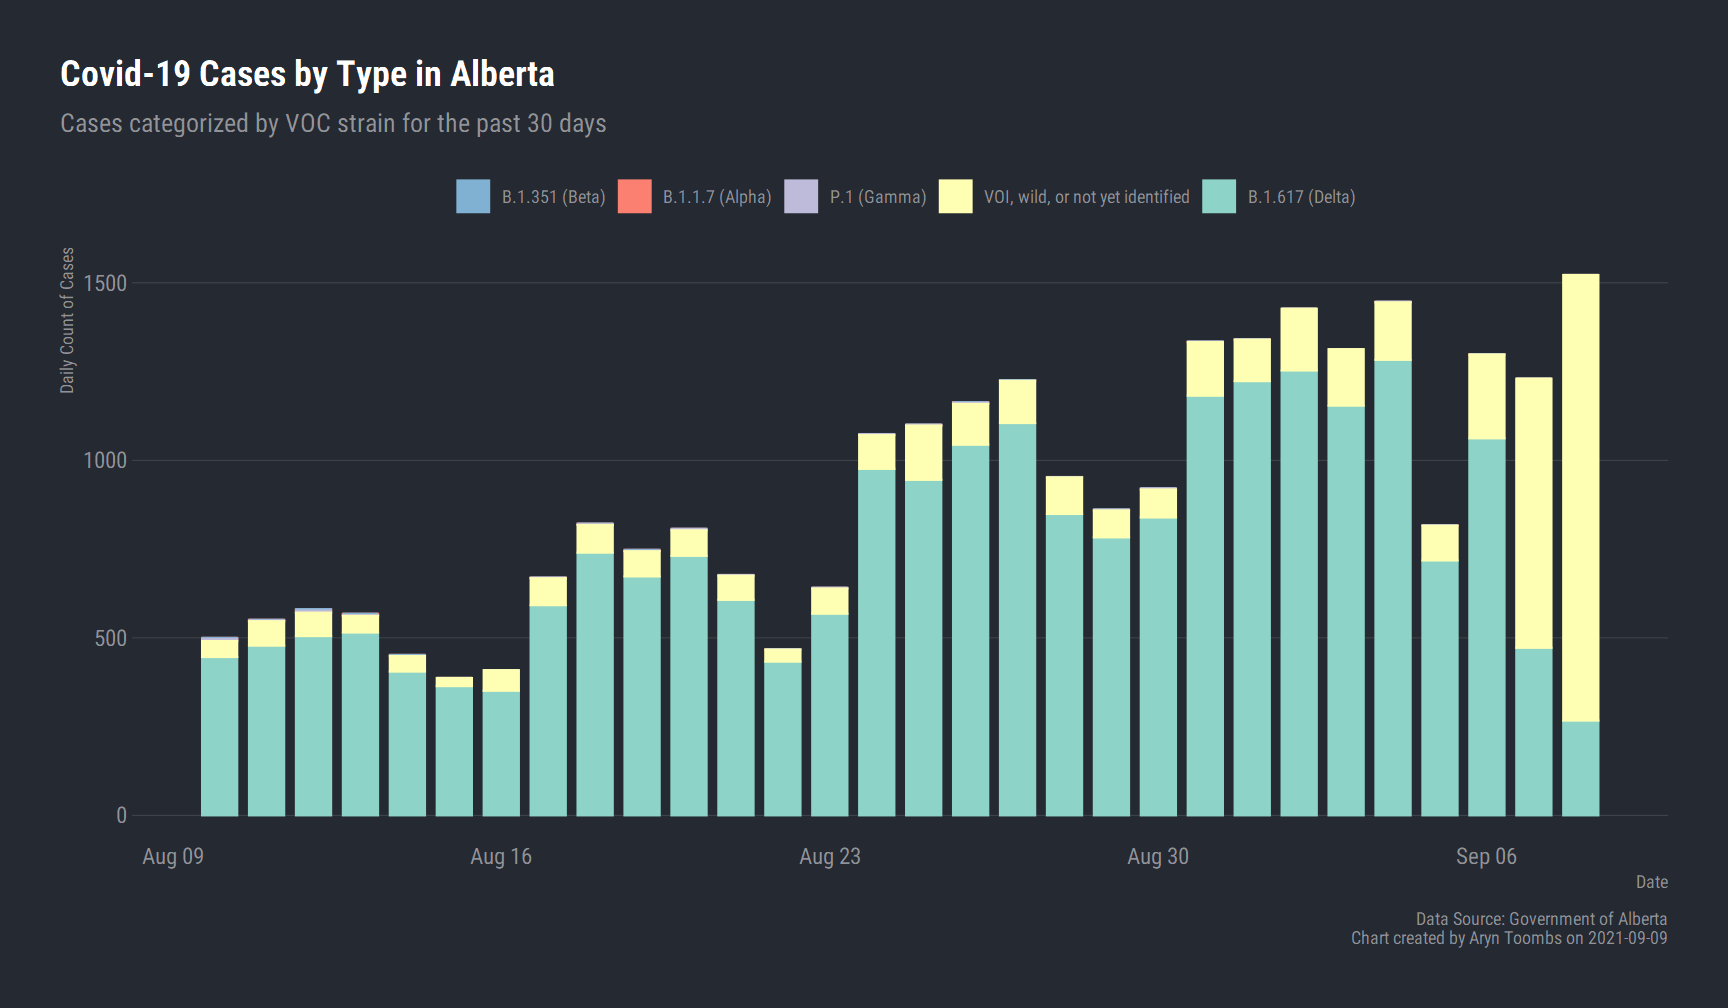 Covid-19 Cases by Type in Alberta
Cases categorized by VOC strain for the past 30 days
B.1.351 (Beta) B.1.1.7 (Alpha) P.1 (Gamma) VOI, wild, or not yet identified B.1.617 (Delta)
Daily Count of Cases
1500
1000
500
0
Aug 09 Aug 16 Aug 23 Aug 30 Sep 06
Date
Data Source: Government of Alberta
Chart created by Aryn Toombs on 2021-09-09